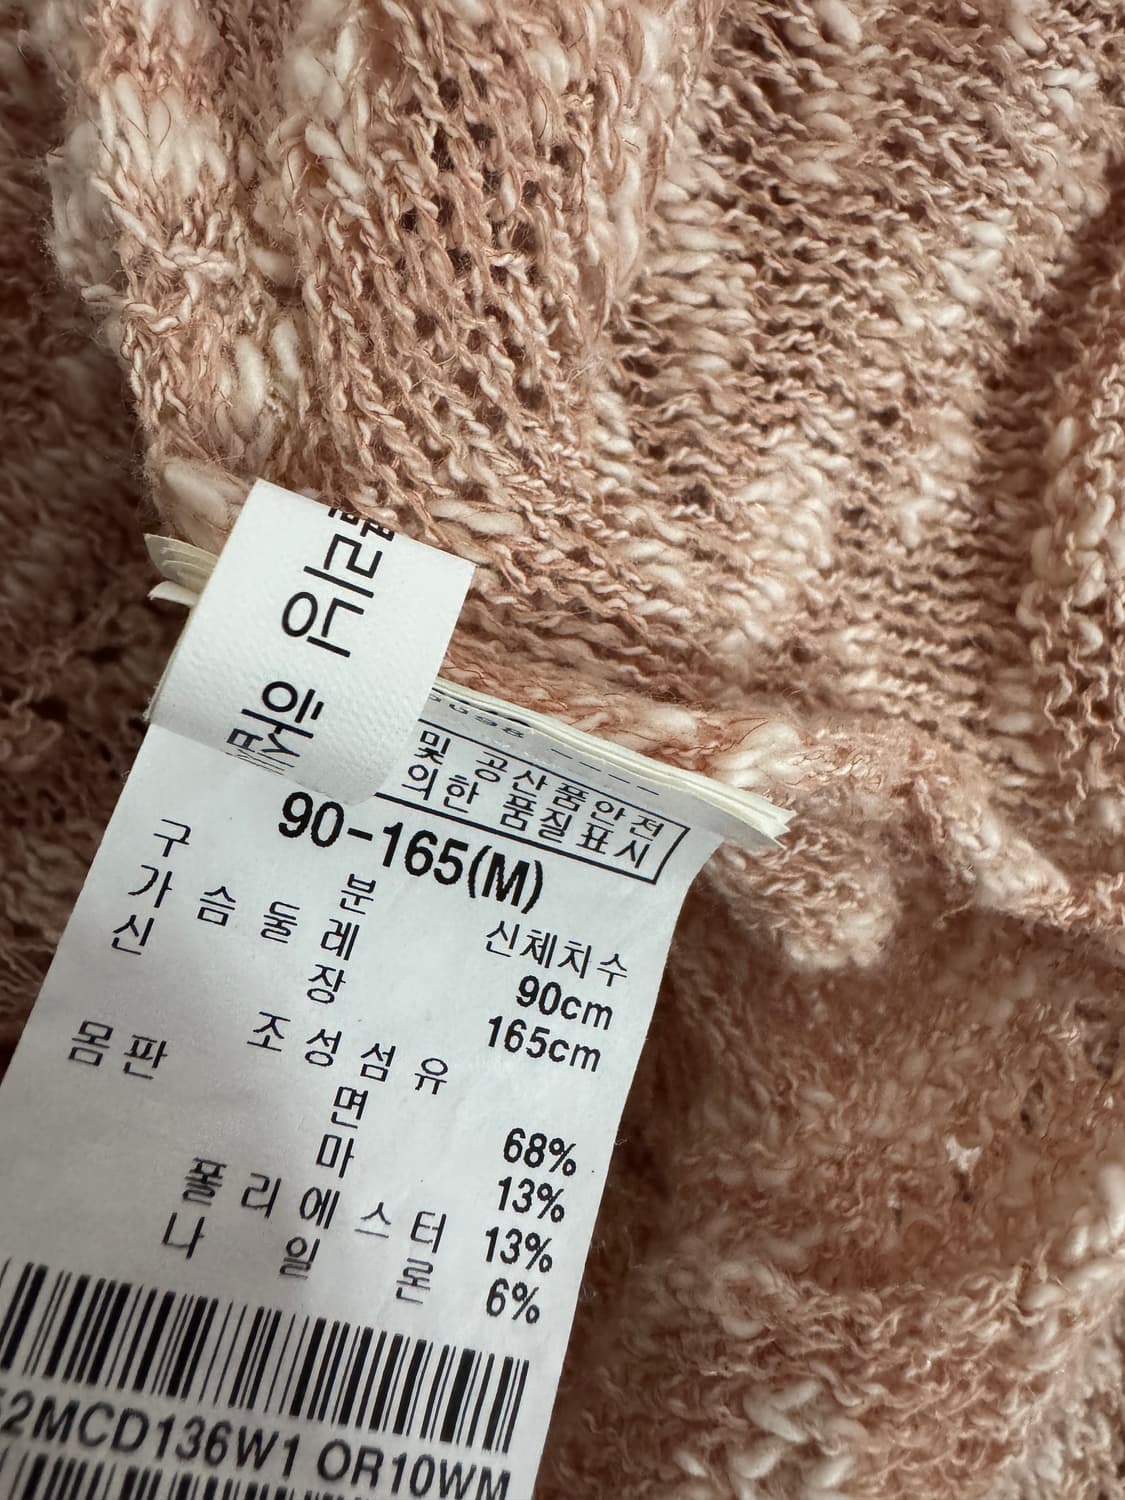 및 공산품안전
의한 품질표시
90-165(M)
구 분 신체치수
가 슴 둘 레 90cm
신 장 165cm
조 성 섬 유
몸판 면 68%
마 13%
폴 리 에 스 터 13%
나 일 론 6%
52MCD136W1 OR10WM